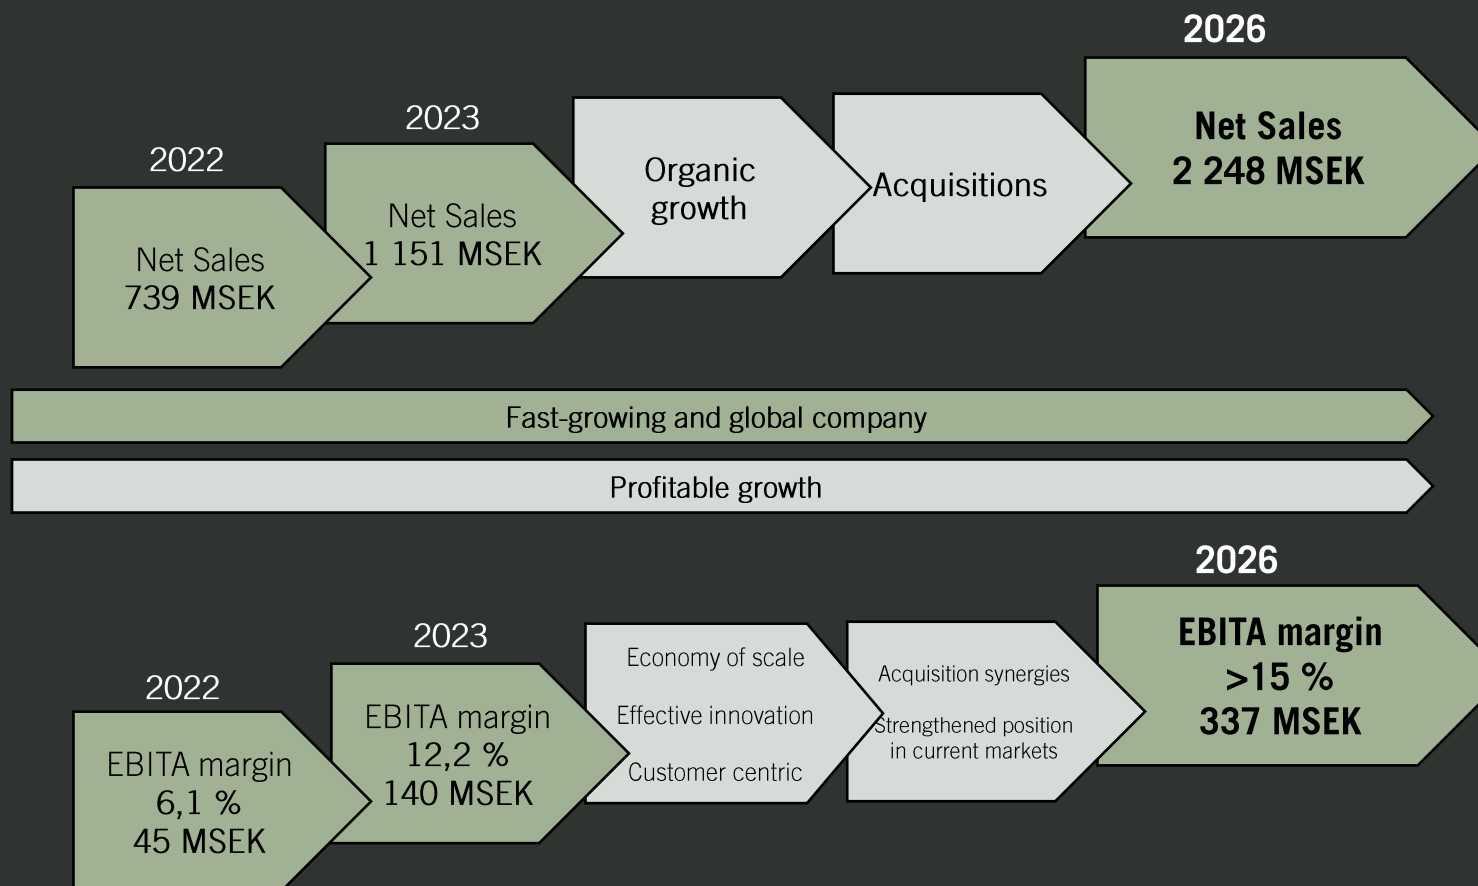 2022
Net Sales
739 MSEK
2023
Net Sales
1 151 MSEK
Organic
growth
Acquisitions
2026
Net Sales
2 248 MSEK
Fast-growing and global company
Profitable growth
2022
EBITA margin
6,1 %
45 MSEK
2023
EBITA margin
12,2 %
140 MSEK
Economy of scale
Effective innovation
Customer centric
Acquisition synergies
Strengthened position
in current markets
2026
EBITA margin
>15 %
337 MSEK